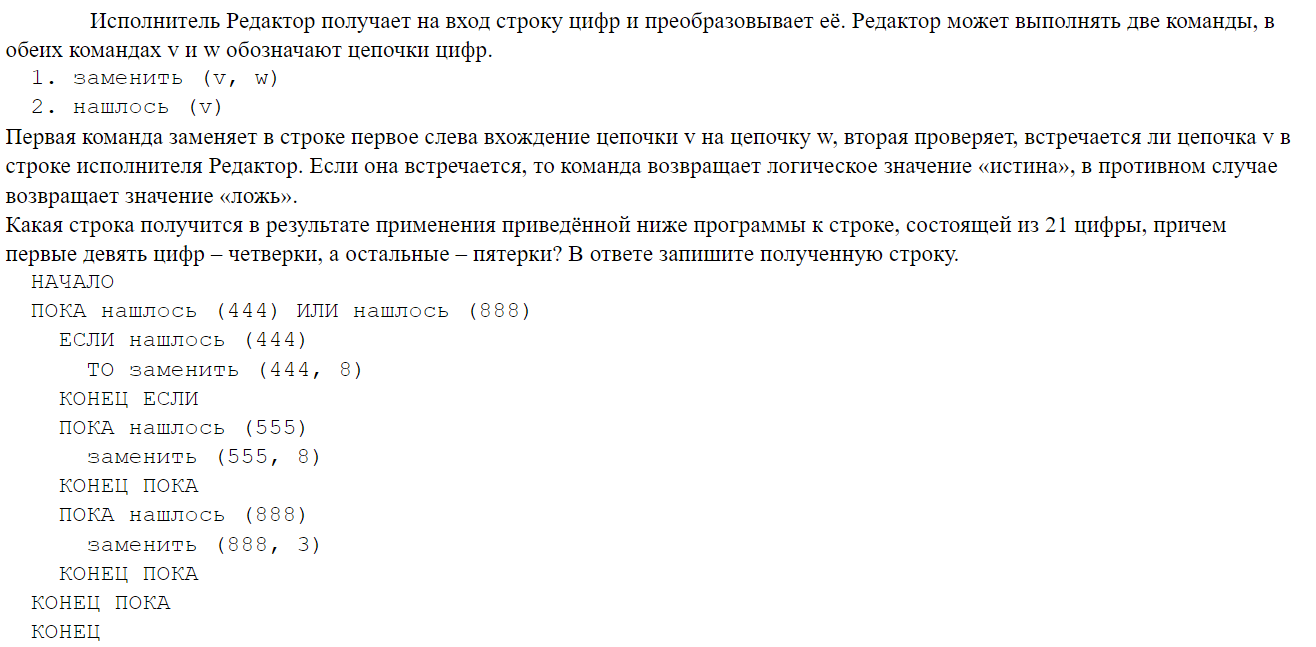 Исполнитель Редактор получает на вход строку цифр и преобразовывает её. Редактор может выполнять две команды, в
обеих командах v и w обозначают цепочки цифр.
1. заменить (v, w)
2. нашлось (v)
Первая команда заменяет в строке первое слева вхождение цепочки v на цепочку w, вторая проверяет, встречается ли цепочка v в
строке исполнителя Редактор. Если она встречается, то команда возвращает логическое значение «истина», в противном случае
возвращает значение «ложь».
Какая строка получится в результате применения приведённой ниже программы к строке, состоящей из 21 цифры, причем
первые девять цифр – четверки, а остальные – пятерки? В ответе запишите полученную строку.
НАЧАЛО
ПОКА нашлось (444) ИЛИ нашлось (888)
ЕСЛИ нашлось (444)
ТО заменить (444, 8)
КОНЕЦ ЕСЛИ
ПОКА нашлось (555)
заменить (555, 8)
КОНЕЦ ПОКА
ПОКА нашлось (888)
заменить (888, 3)
КОНЕЦ ПОКА
КОНЕЦ ПОКА
КОНЕЦ